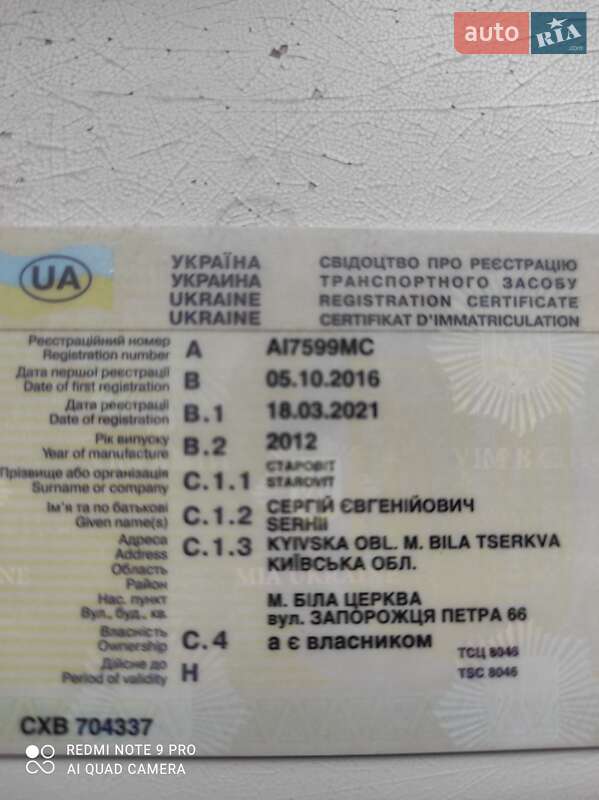 auto RIA .com
UA
УКРАЇНА
УКРАИНА
UKRAINE
UKRAINE
СВІДОЦТВО ПРО РЕЄСТРАЦІЮ
ТРАНСПОРТНОГО ЗАСОБУ
REGISTRATION CERTIFICATE
CERTIFIKAT D'IMMATRICULATION
Реєстраційний номер
Registration number A AI7599MC
Дата першої реєстрації
Date of first registration B 05.10.2016
Дата реєстрації
Date of registration B.1 18.03.2021
Рік випуску
Year of manufacture B.2 2012
Прізвище або організація
Surname or company C.1.1 СТАРОВІТ
STAROVIT
Ім'я та по батькові
Given name(s) C.1.2 СЕРГІЙ ЄВГЕНІЙОВИЧ
SERHII
Адреса
Address C.1.3 KYIVSKA OBL. M. BILA TSERKVA
Область КИЇВСЬКА ОБЛ.
Район
Нас. пункт М. БІЛА ЦЕРКВА
Вул., буд., кв. вул. ЗАПОРОЖЦЯ ПЕТРА 66
Власність
Ownership C.4 а є власником
Дійсне до
Period of validity H
ТСЦ 8046
TSC 8046
СХВ 704337
REDMI NOTE 9 PRO
AI QUAD CAMERA